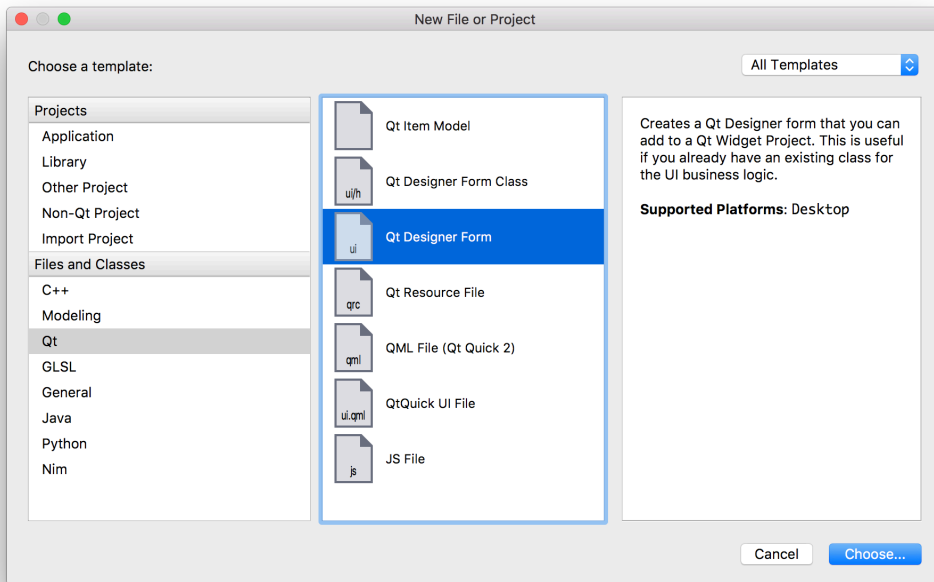 New File or Project
Choose a template:
All Templates
Projects
Application
Library
Other Project
Non-Qt Project
Import Project
Files and Classes
C++
Modeling
Qt
GLSL
General
Java
Python
Nim
Qt Item Model
ui/h
Qt Designer Form Class
ui
Qt Designer Form
qrc
Qt Resource File
qml
QML File (Qt Quick 2)
ui.qml
QtQuick UI File
js
JS File
Creates a Qt Designer form that you can
add to a Qt Widget Project. This is useful
if you already have an existing class for
the UI business logic.
Supported Platforms: Desktop
Cancel
Choose...